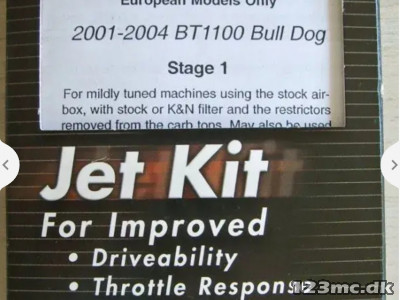 European Models Only
2001-2004 BT1100 Bull Dog
Stage 1
For mildly tuned machines using the stock air-
box, with stock or K&N filter and the restrictors
removed from the carb tops. May also be used
Jet Kit
For Improved
• Driveability
• Throttle Response
123mc.dk